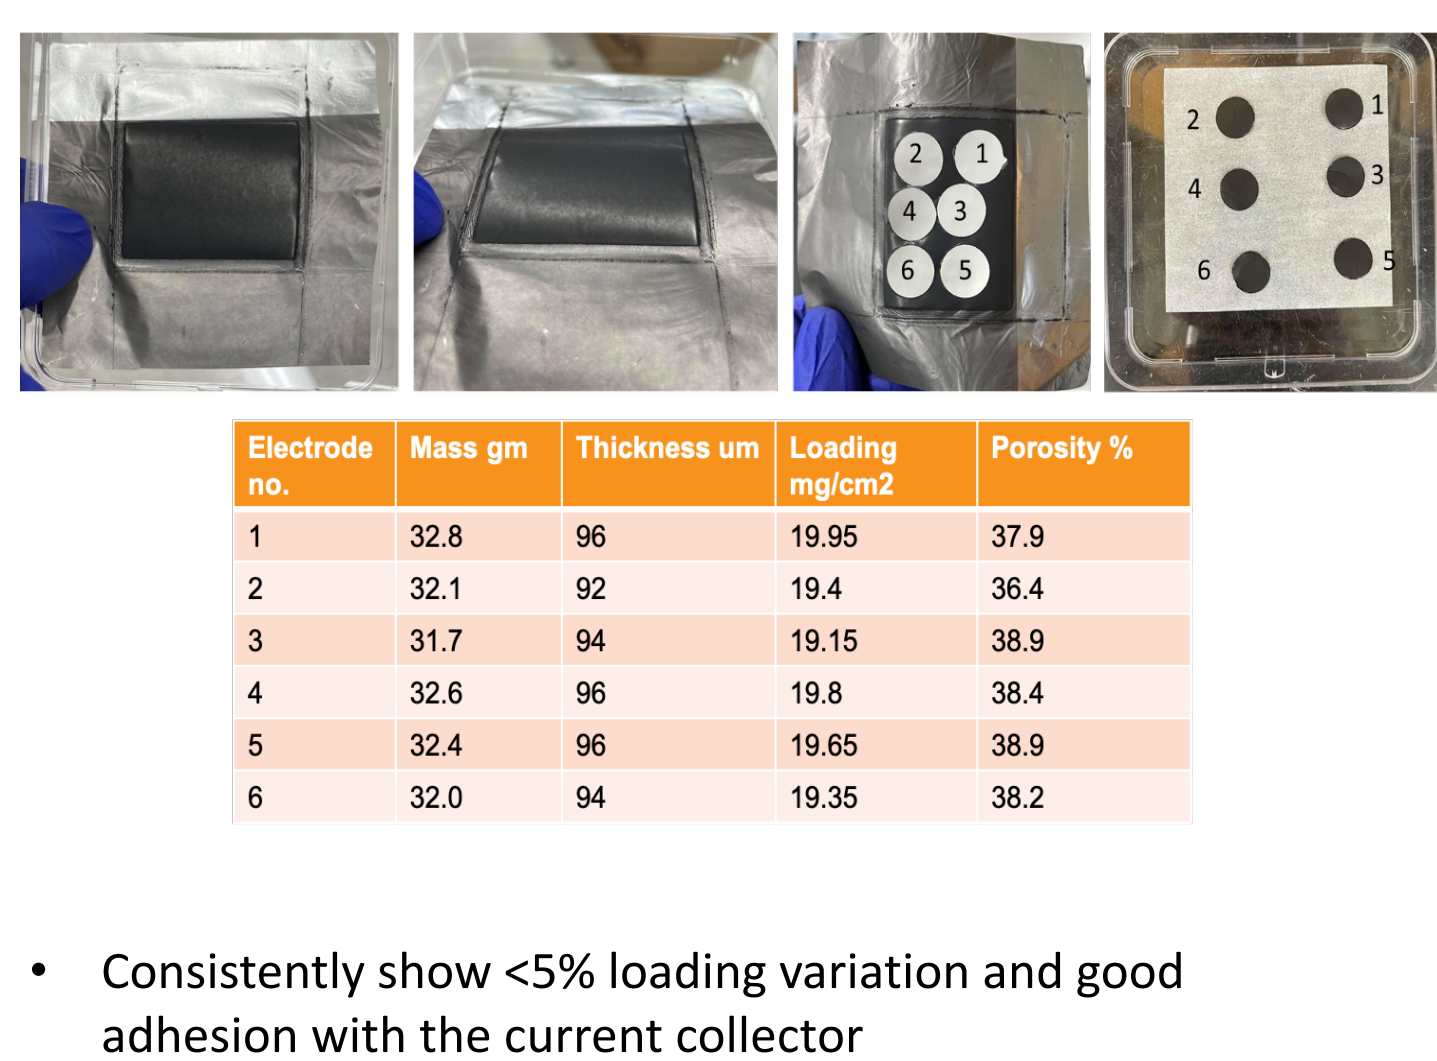 2
1
4
3
6
5
2
1
4
3
6
5
Electrode no.
Mass gm
Thickness um
Loading mg/cm2
Porosity %
1 32.8 96 19.95 37.9
2 32.1 92 19.4 36.4
3 31.7 94 19.15 38.9
4 32.6 96 19.8 38.4
5 32.4 96 19.65 38.9
6 32.0 94 19.35 38.2
• Consistently show <5% loading variation and good
adhesion with the current collector